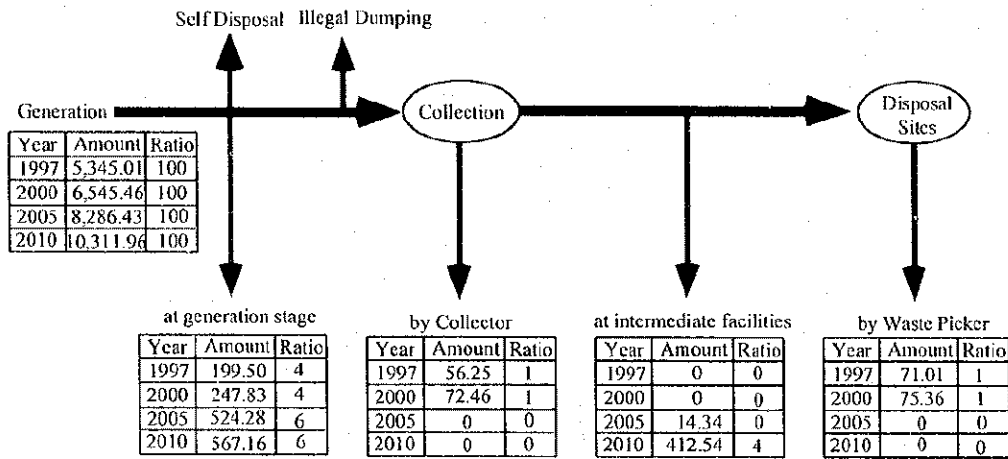 Self Disposal Illegal Dumping
Generation
Collection
Disposal
Sites
Year Amount Ratio
1997 5,345.01 100
2000 6,545.46 100
2005 8,286.43 100
2010 10,311.96 100
at generation stage
Year Amount Ratio
1997 199.50 4
2000 247.83 4
2005 524.28 6
2010 567.16 6
by Collector
Year Amount Ratio
1997 56.25 1
2000 72.46 1
2005 0 0
2010 0 0
at intermediate facilities
Year Amount Ratio
1997 0 0
2000 0 0
2005 14.34 0
2010 412.54 4
by Waste Picker
Year Amount Ratio
1997 71.01 1
2000 75.36 1
2005 0 0
2010 0 0